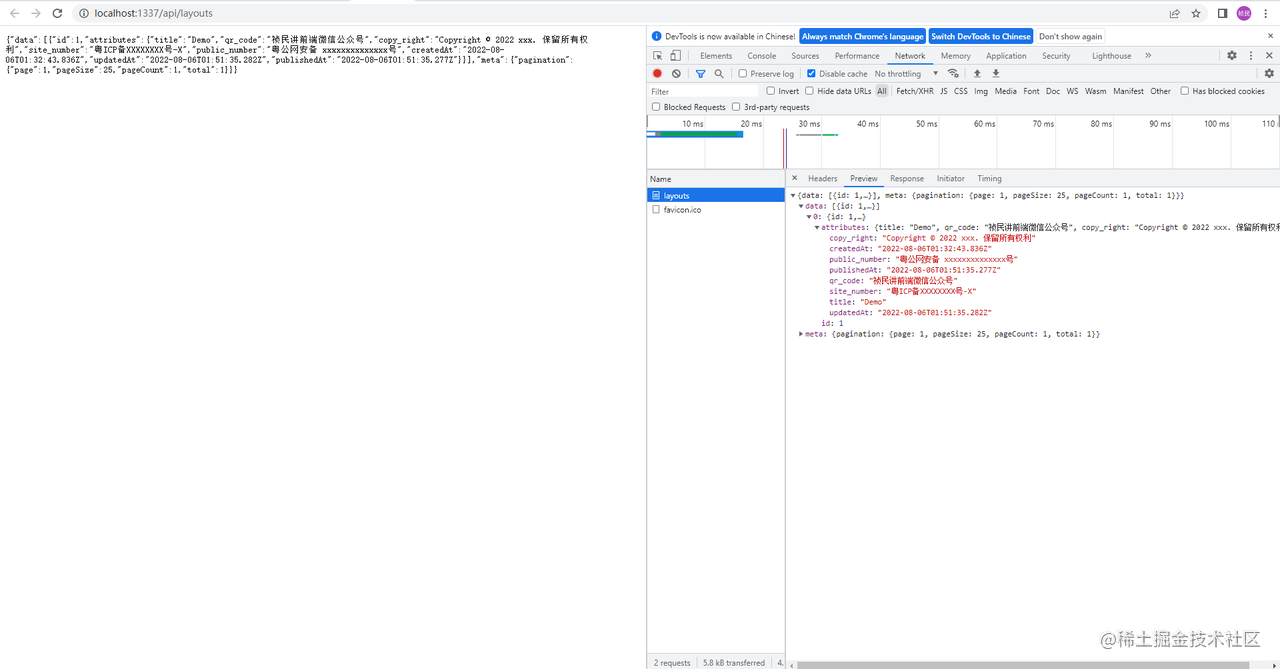 localhost:1337/api/layouts
{"data":[{"id":1,"attributes":{"title":"Demo","qr_code":"祯民讲前端微信公众号","copy_right":"Copyright © 2022 xxx. 保留所有权
利","site_number":"粤ICP备XXXXXXXX号-X","public_number":"粤公网安备 xxxxxxxxxxxxxx号","createdAt":"2022-08-
06T01:32:43.836Z","updatedAt":"2022-08-06T01:51:35.282Z","publishedAt":"2022-08-06T01:51:35.277Z"}}],"meta":{"pagination":
{"page":1,"pageSize":25,"pageCount":1,"total":1}}}
DevTools is now available in Chinese! Always match Chrome's language Switch DevTools to Chinese Don't show again
Elements Console Sources Performance Network Memory Application Security Lighthouse
Preserve log Disable cache No throttling
Filter Invert Hide data URLs All Fetch/XHR JS CSS Img Media Font Doc WS Wasm Manifest Other Has blocked cookies
Blocked Requests 3rd-party requests
10 ms 20 ms 30 ms 40 ms 50 ms 60 ms 70 ms 80 ms 90 ms 100 ms 110
Name
layouts
favicon.ico
Headers Preview Response Initiator Timing
{data: [{id: 1,…}], meta: {pagination: {page: 1, pageSize: 25, pageCount: 1, total: 1}}}
data: [{id: 1,…}]
0: {id: 1,…}
attributes: {title: "Demo", qr_code: "祯民讲前端微信公众号", copy_right: "Copyright © 2022 xxx. 保留所有权利
copy_right: "Copyright © 2022 xxx. 保留所有权利"
createdAt: "2022-08-06T01:32:43.836Z"
public_number: "粤公网安备 xxxxxxxxxxxxxx号"
publishedAt: "2022-08-06T01:51:35.277Z"
qr_code: "祯民讲前端微信公众号"
site_number: "粤ICP备XXXXXXXX号-X"
title: "Demo"
updatedAt: "2022-08-06T01:51:35.282Z"
id: 1
meta: {pagination: {page: 1, pageSize: 25, pageCount: 1, total: 1}}
2 requests 5.8 kB transferred 4.
@稀土掘金技术社区